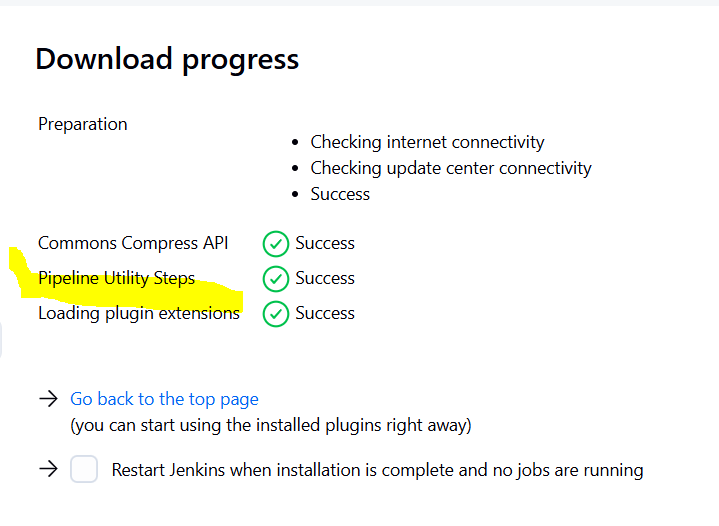 Download progress
Preparation
Checking internet connectivity
Checking update center connectivity
Success
Commons Compress API Success
Pipeline Utility Steps Success
Loading plugin extensions Success
Go back to the top page
(you can start using the installed plugins right away)
Restart Jenkins when installation is complete and no jobs are running